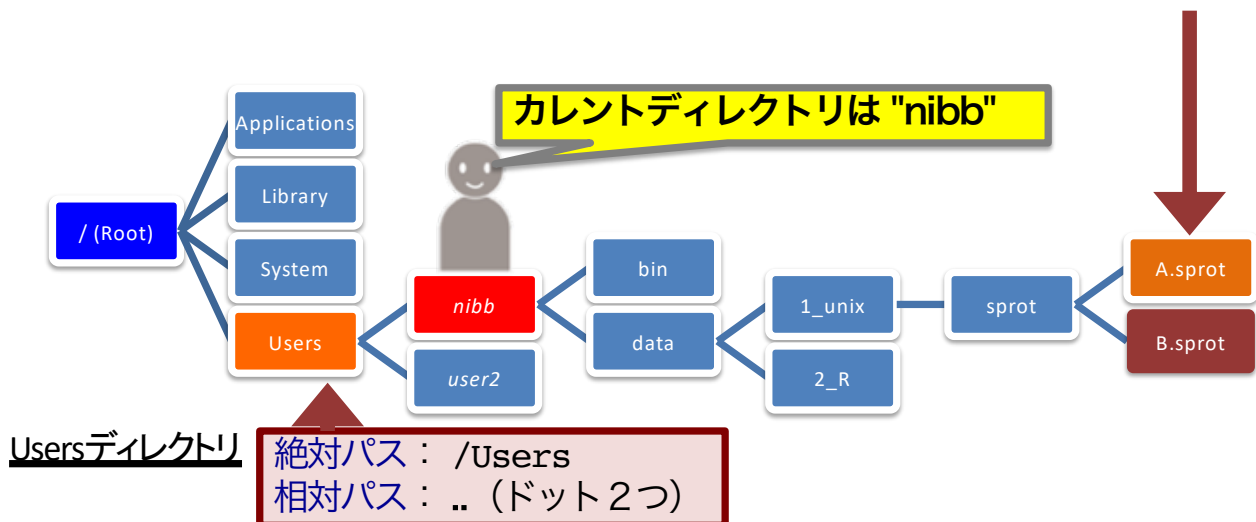 カレントディレクトリは "nibb"
Applications
Library
/ (Root)
System
Users
nibb
user2
bin
data
1_unix
2_R
sprot
A.sprot
B.sprot
Usersディレクトリ
絶対パス： /Users
相対パス： ..（ドット２つ）